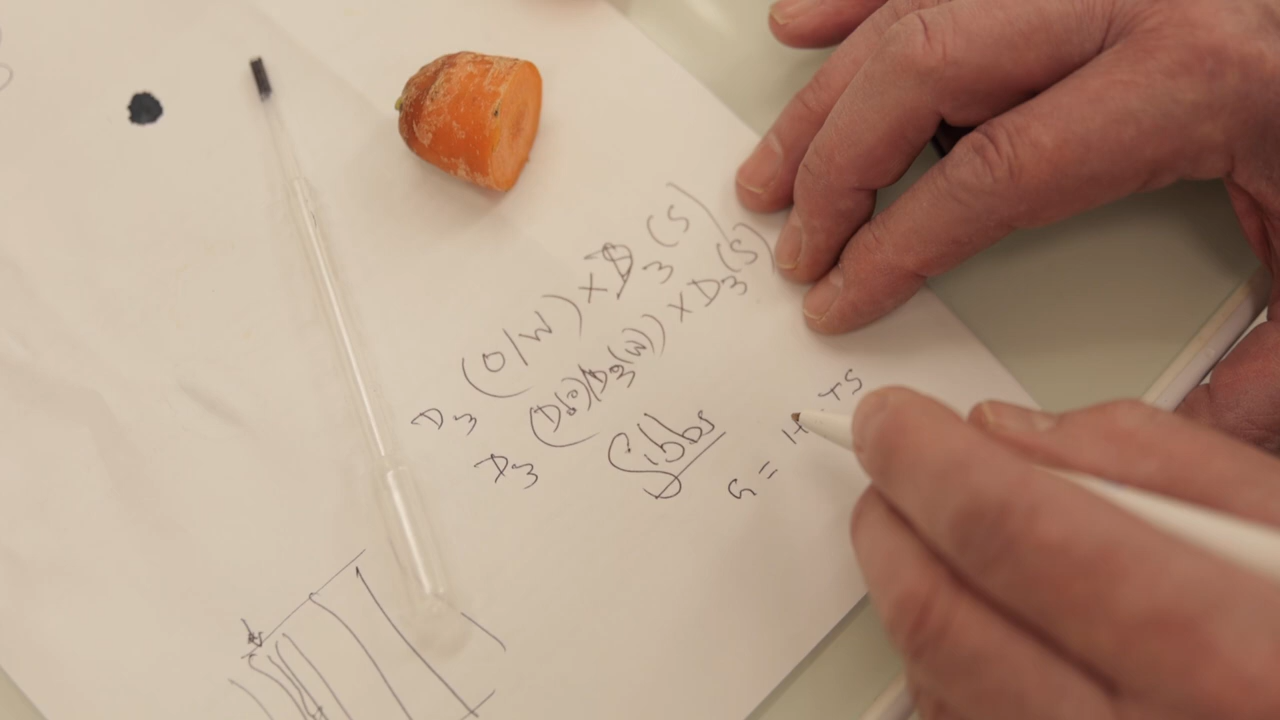 D3 (O/W) x D3 (S)
D3 (D3(O)/D3(W)) x D3(S)
Gibbs
G = H - TS